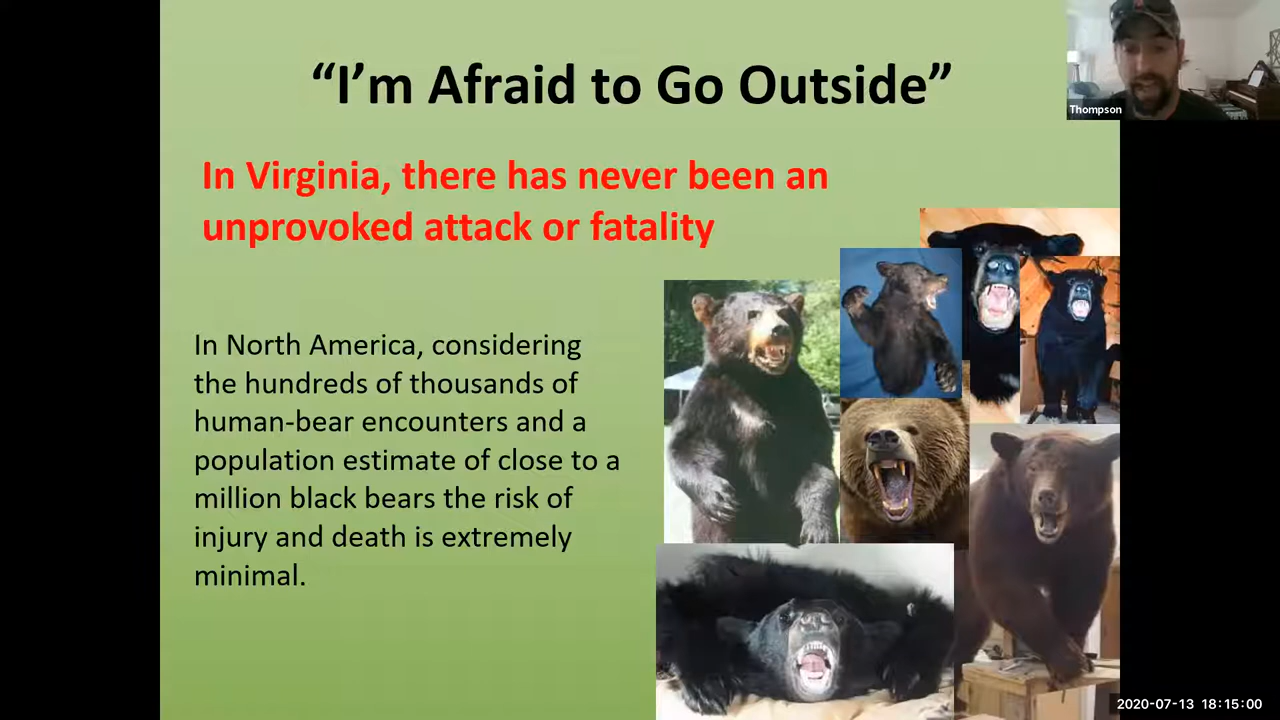 “I’m Afraid to Go Outside”
Thompson
In Virginia, there has never been an
unprovoked attack or fatality
In North America, considering
the hundreds of thousands of
human-bear encounters and a
population estimate of close to a
million black bears the risk of
injury and death is extremely
minimal.
2020-07-13 18:15:00